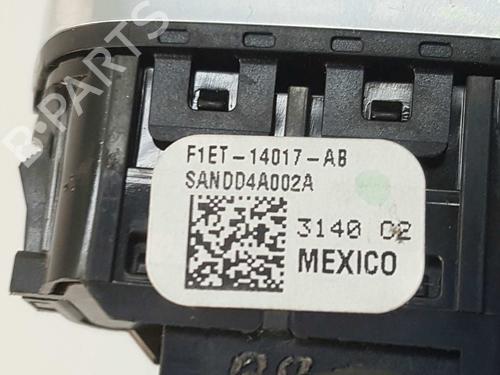 B-PARTS
F1ET-14017-AB
SANDD4A002A
3140 02
MEXICO